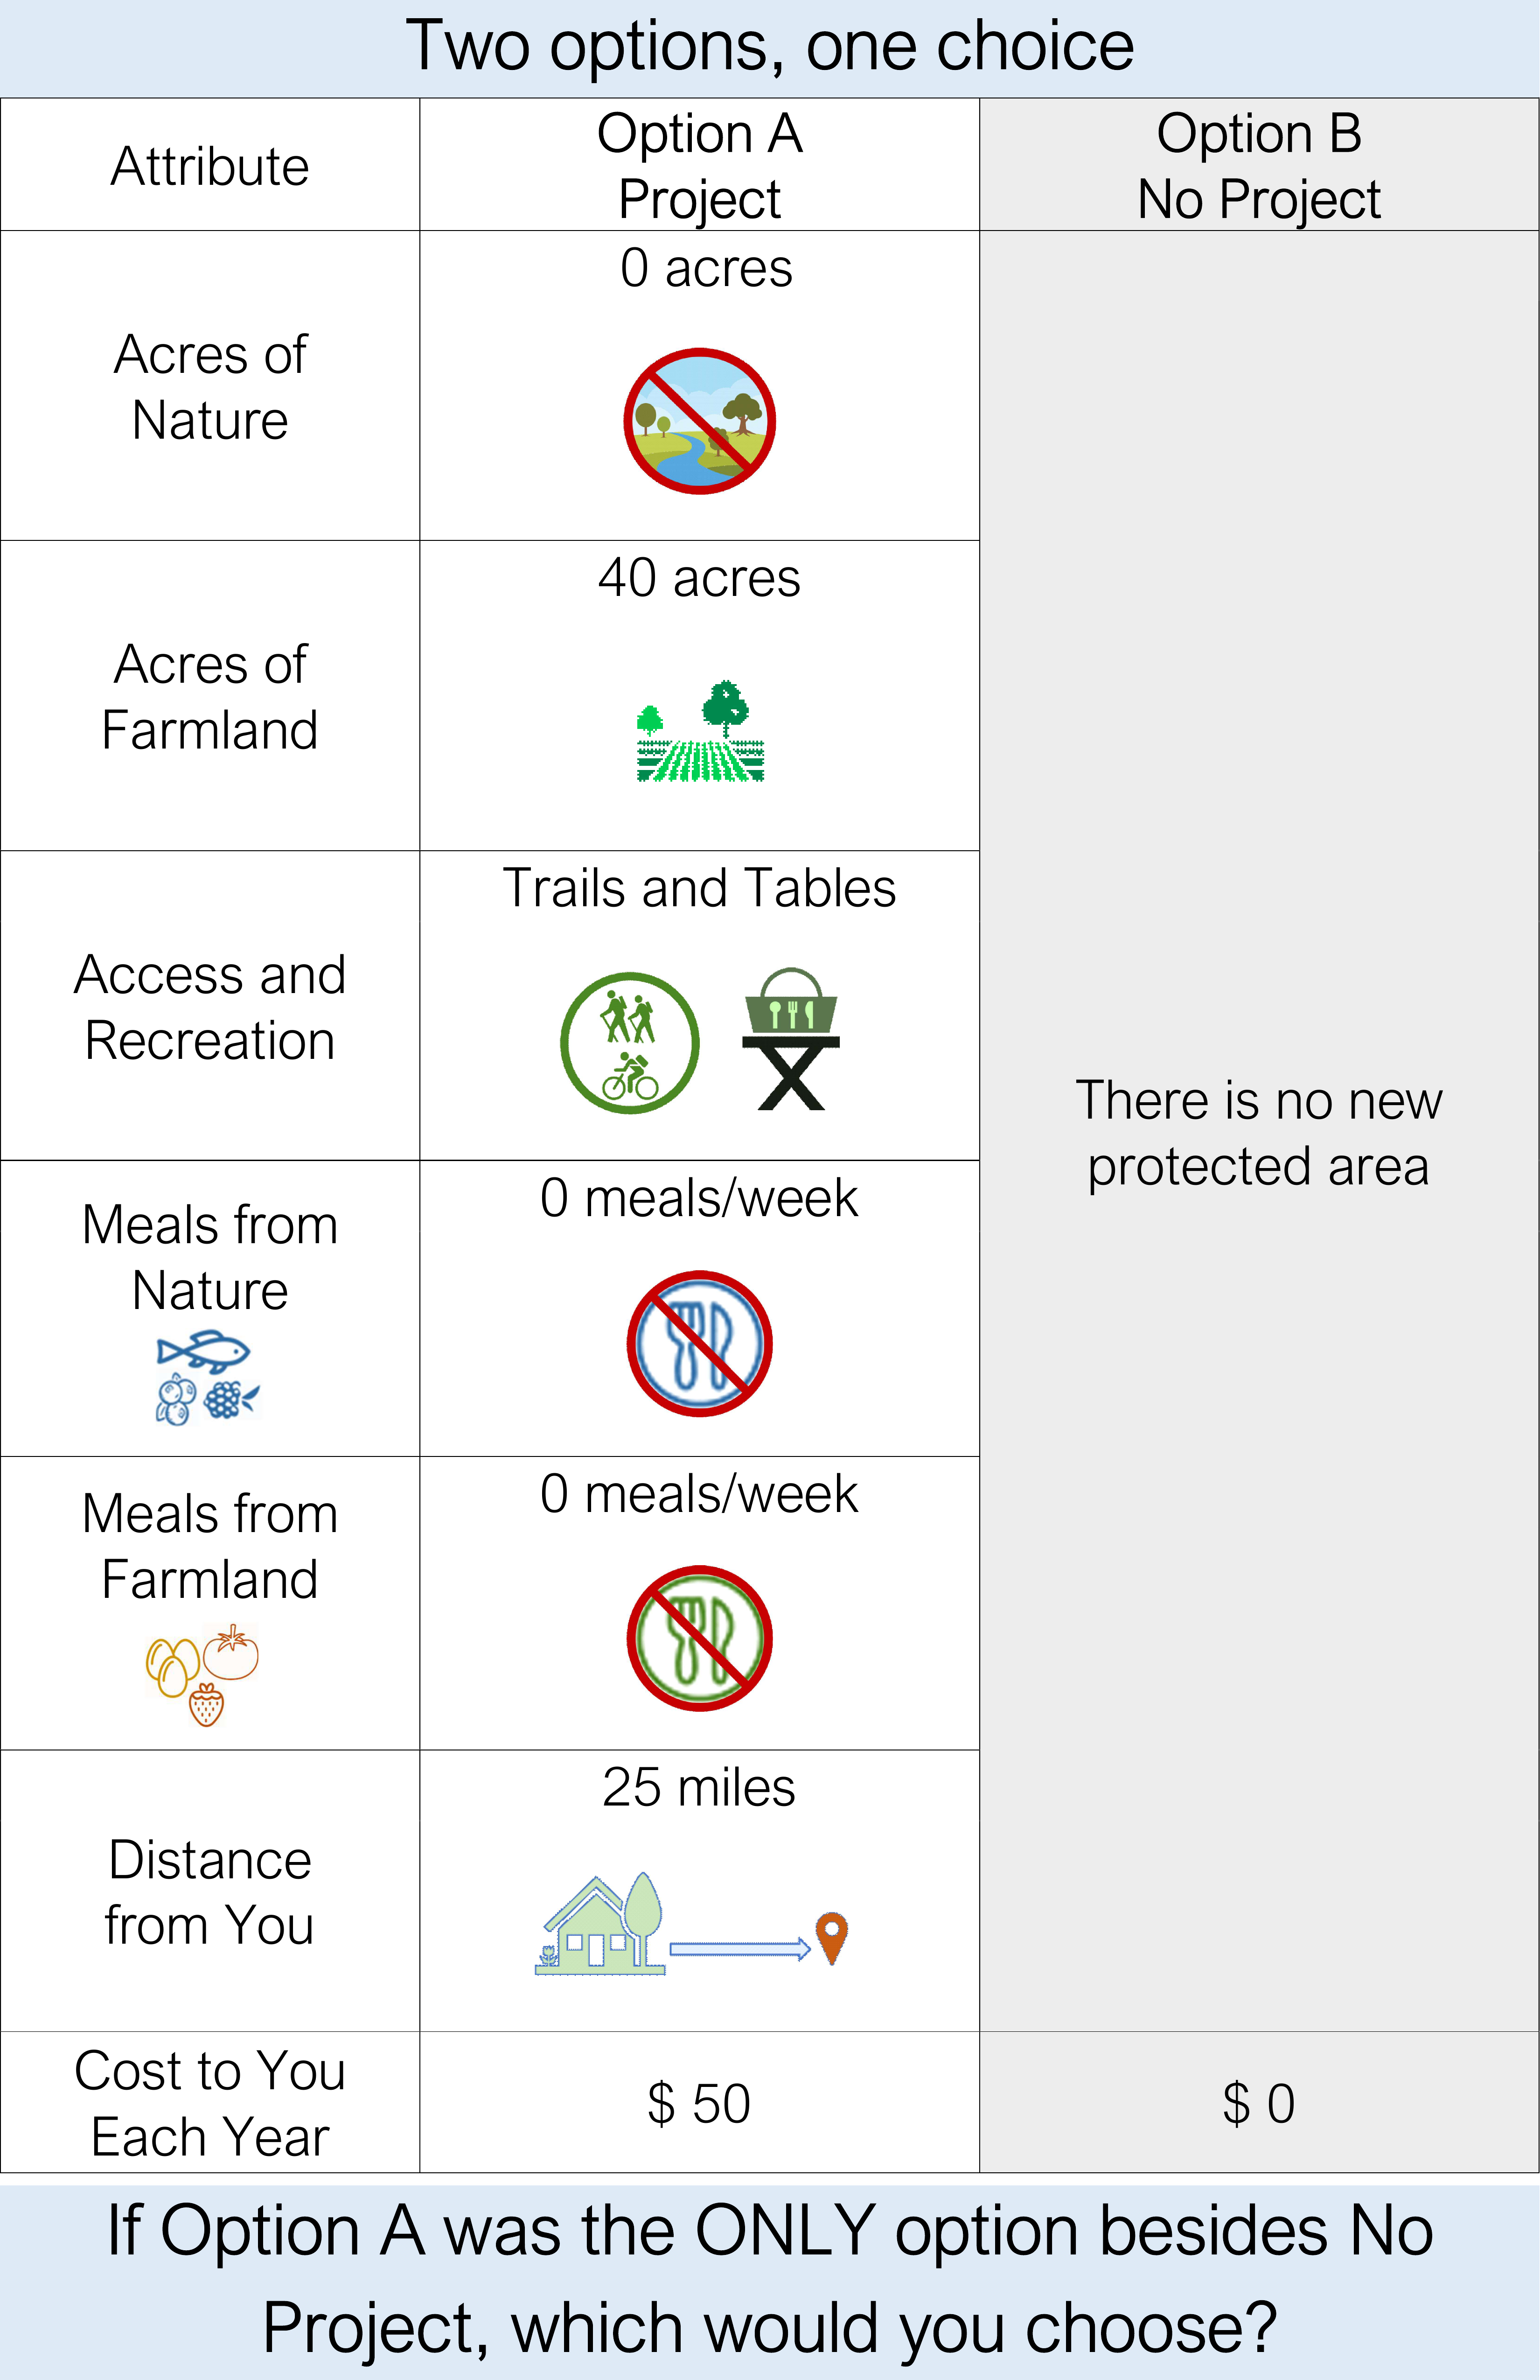 Two options, one choice
Attribute
Option A
Project
Option B
No Project
Acres of
Nature
0 acres
Acres of
Farmland
40 acres
Access and
Recreation
Trails and Tables
Meals from
Nature
0 meals/week
Meals from
Farmland
0 meals/week
Distance
from You
25 miles
There is no new
protected area
Cost to You
Each Year
$ 50
$ 0
If Option A was the ONLY option besides No
Project, which would you choose?